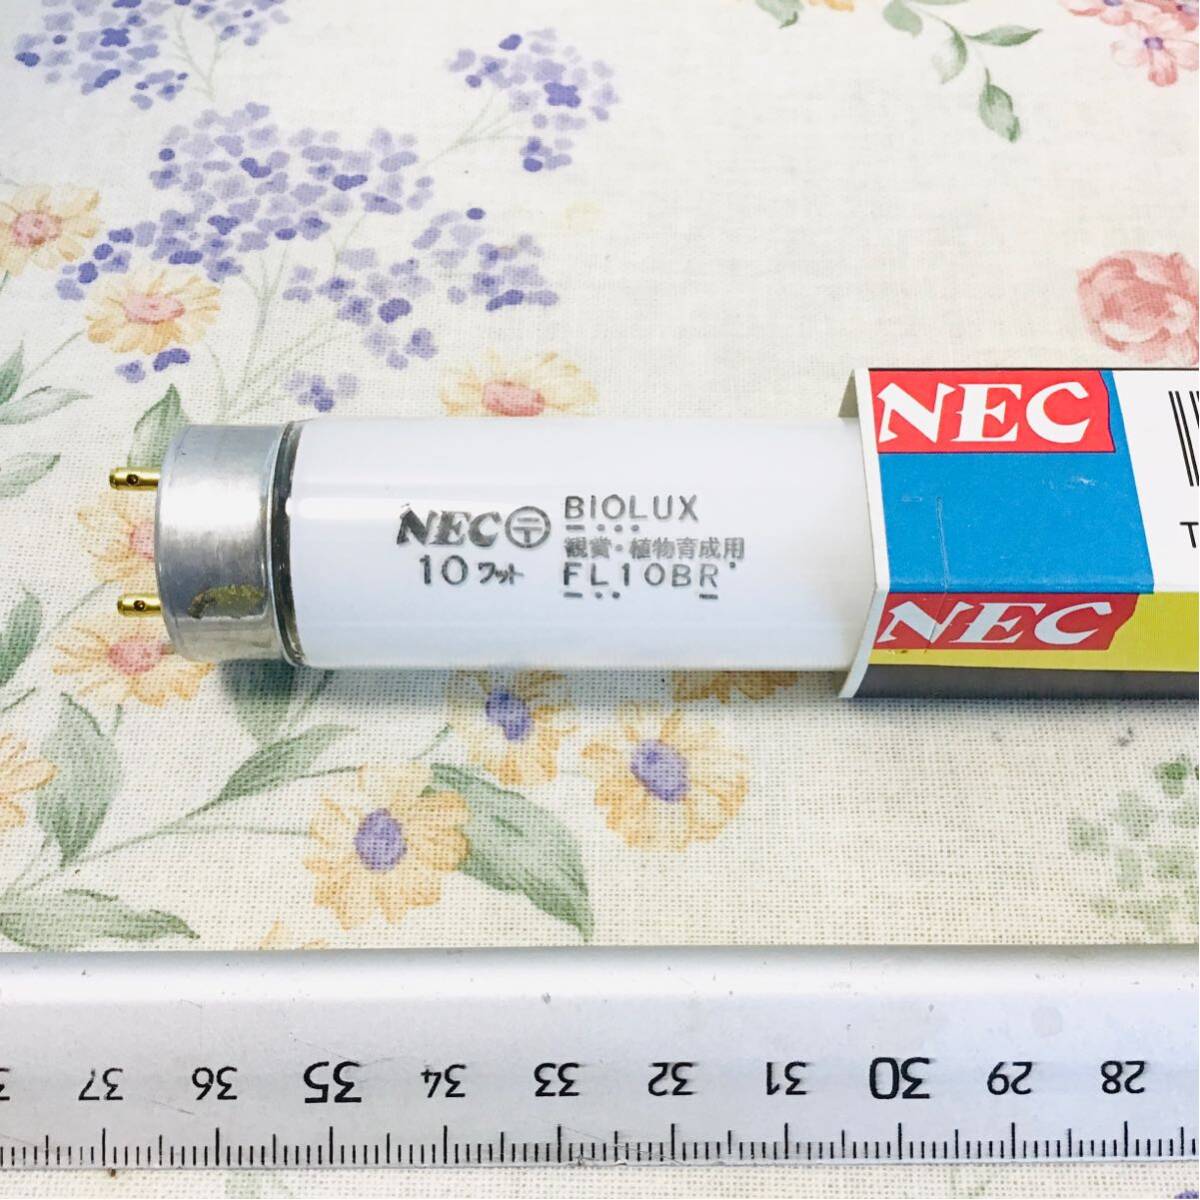 NEC
T
NEC
NEC 〒 BIOLUX
観賞・植物育成用
10ワット FL10BR
37 36 35 34 33 32 31 30 29 28